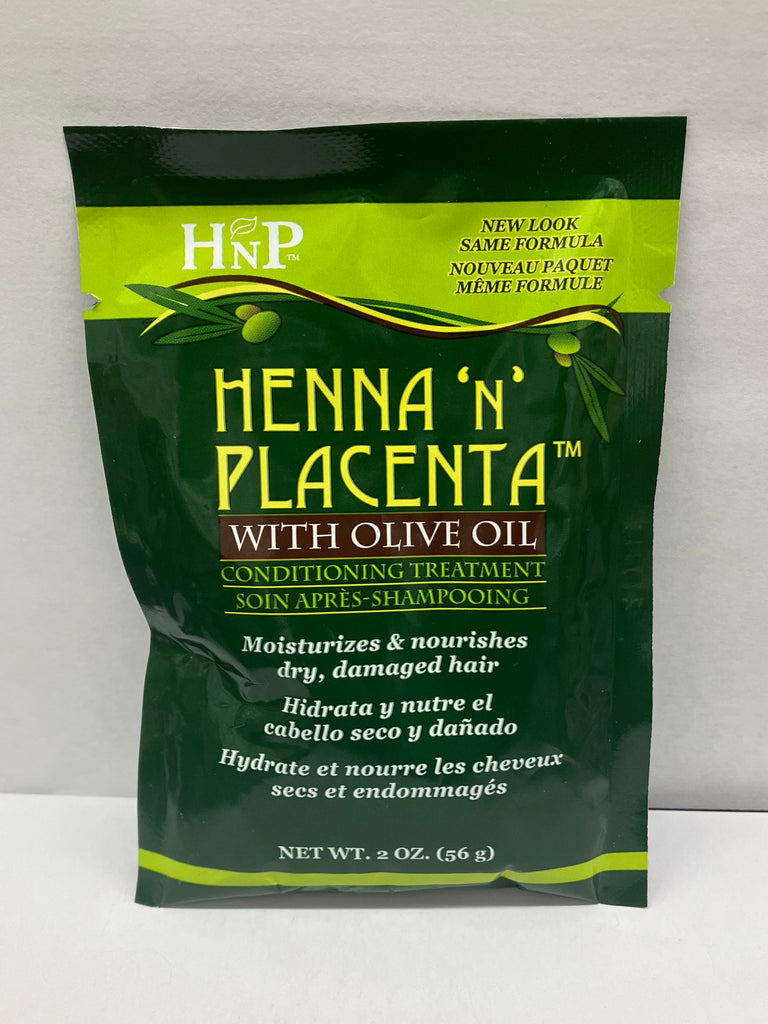 HNP™
NEW LOOK
SAME FORMULA
NOUVEAU PAQUET
MÊME FORMULE
HENNA 'N'
PLACENTA™
WITH OLIVE OIL
CONDITIONING TREATMENT
SOIN APRÈS-SHAMPOOING
Moisturizes & nourishes
dry, damaged hair
Hidrata y nutre el
cabello seco y dañado
Hydrate et nourre les cheveux
secs et endommagés
NET WT. 2 OZ. (56 g)